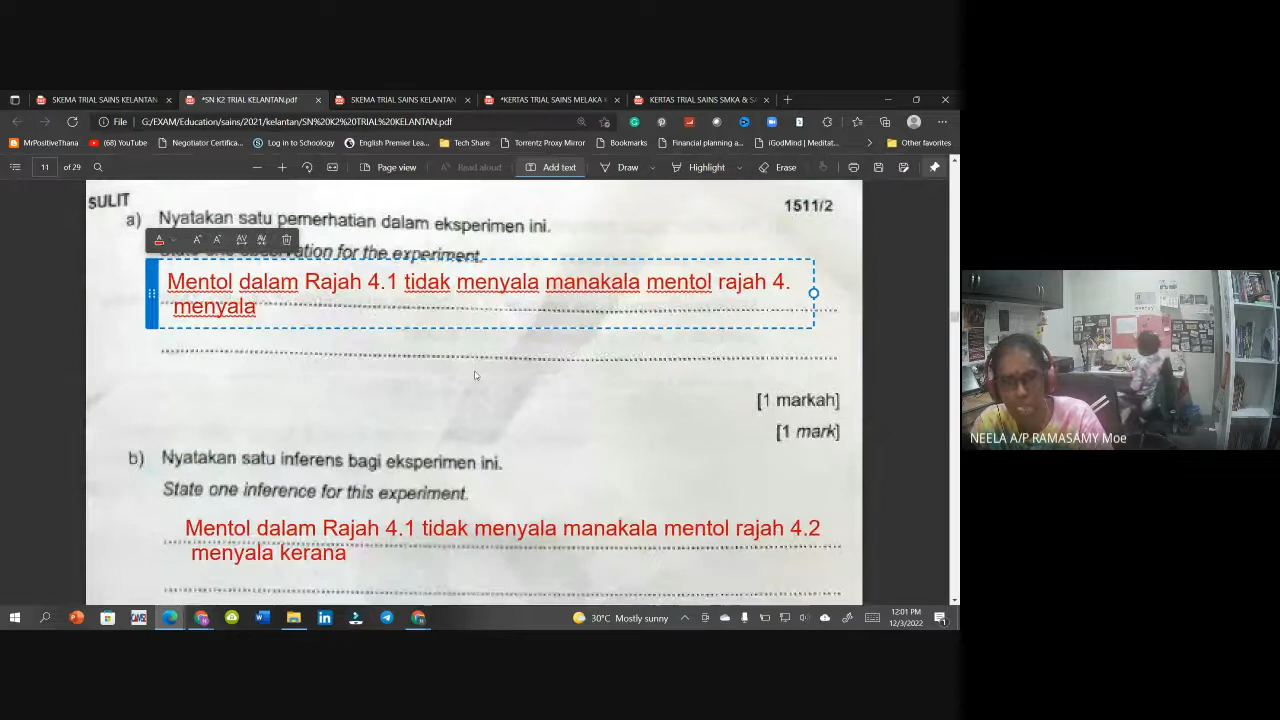 SKEMA TRIAL SAINS KELANTAN
*SN K2 TRIAL KELANTAN.pdf
SKEMA TRIAL SAINS KELANTAN
*KERTAS TRIAL SAINS MELAKA
KERTAS TRIAL SAINS SMKA & S
File
G:/EXAM/Education/sains/2021/kelantan/SN%20K2%20TRIAL%20KELANTAN.pdf
MrPositiveThana
(68) YouTube
Negotiator Certifica...
Log in to Schoology
English Premier Lea...
Tech Share
Torrentz Proxy Mirror
Bookmarks
Financial planning a...
iGodMind | Meditat...
Other favorites
11 of 29
Page view
Read aloud
Add text
Draw
Highlight
Erase
SULIT
1511/2
a) Nyatakan satu pemerhatian dalam eksperimen ini.
for the experiment.
Mentol dalam Rajah 4.1 tidak menyala manakala mentol rajah 4.
menyala
[1 markah]
[1 mark]
b) Nyatakan satu inferens bagi eksperimen ini.
State one inference for this experiment.
Mentol dalam Rajah 4.1 tidak menyala manakala mentol rajah 4.2
menyala kerana
NEELA A/P RAMASAMY Moe
30°C Mostly sunny
12:01 PM
12/3/2022